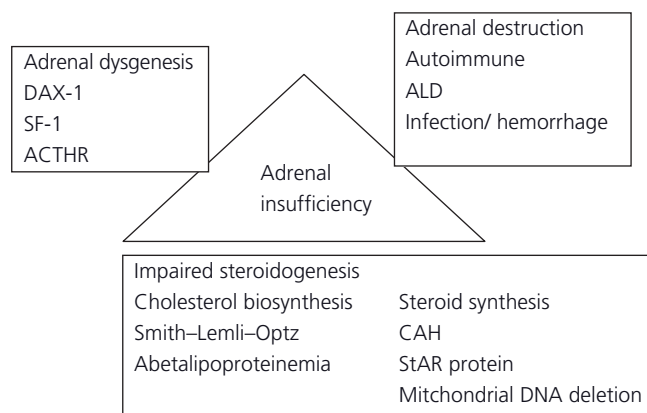 Adrenal dysgenesis
DAX-1
SF-1
ACTHR
Adrenal destruction
Autoimmune
ALD
Infection/ hemorrhage
Adrenal
insufficiency
Impaired steroidogenesis
Cholesterol biosynthesis
Smith–Lemli–Optz
Abetalipoproteinemia
Steroid synthesis
CAH
StAR protein
Mitchondrial DNA deletion